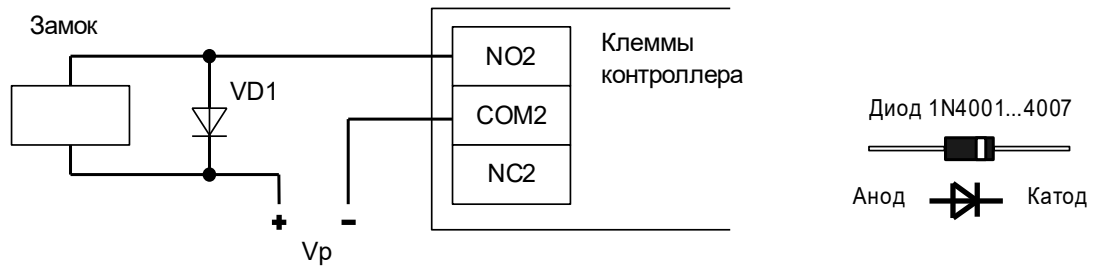 Замок
VD1
NO2
COM2
NC2
Клеммы
контроллера
+ −
Vp
Диод 1N4001...4007
Анод Катод